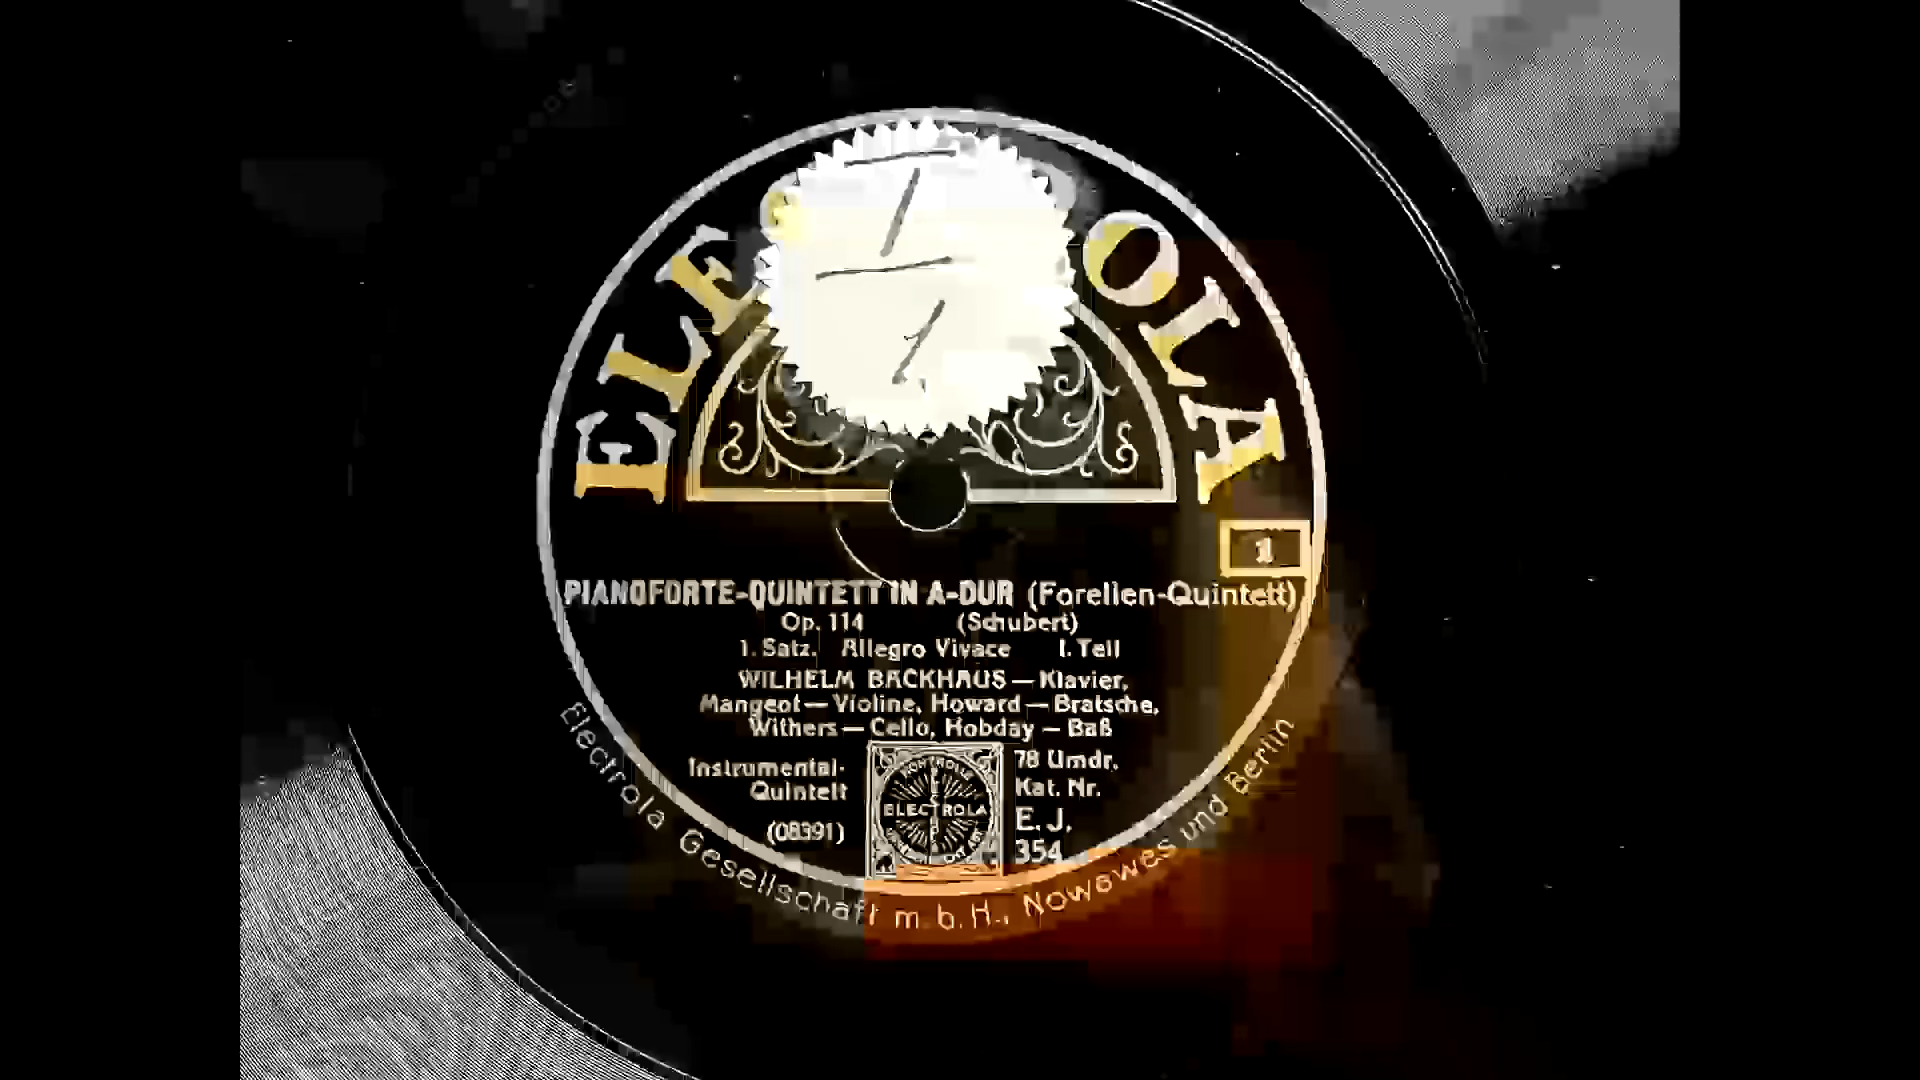 ELE OLA
1
1
1
PIANOFORTE-QUINTETT IN A-DUR (Forellen-Quintett)
Op. 114 (Schubert)
1. Satz. Allegro Vivace 1. Teil
WILHELM BACKHAUS — Klavier,
Mangeot — Violine, Howard — Bratsche,
Withers — Cello, Hobday — Baß
Instrumental-
Quintett
(08391)
ELECTROLA
78 Umdr.
Kat. Nr.
E. J.
354
Electrola Gesellschaft m. b. H., Nowawes und Berlin